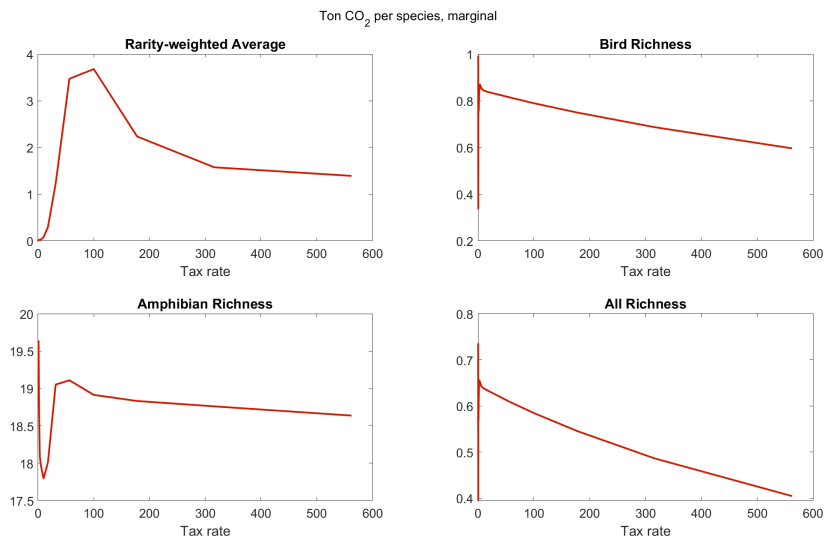 Ton CO2 per species, marginal
Rarity-weighted Average
4
3
2
1
0
0 100 200 300 400 500 600
Tax rate
Bird Richness
1
0.8
0.6
0.4
0.2
0 100 200 300 400 500 600
Tax rate
Amphibian Richness
20
19.5
19
18.5
18
17.5
0 100 200 300 400 500 600
Tax rate
All Richness
0.8
0.7
0.6
0.5
0.4
0 100 200 300 400 500 600
Tax rate